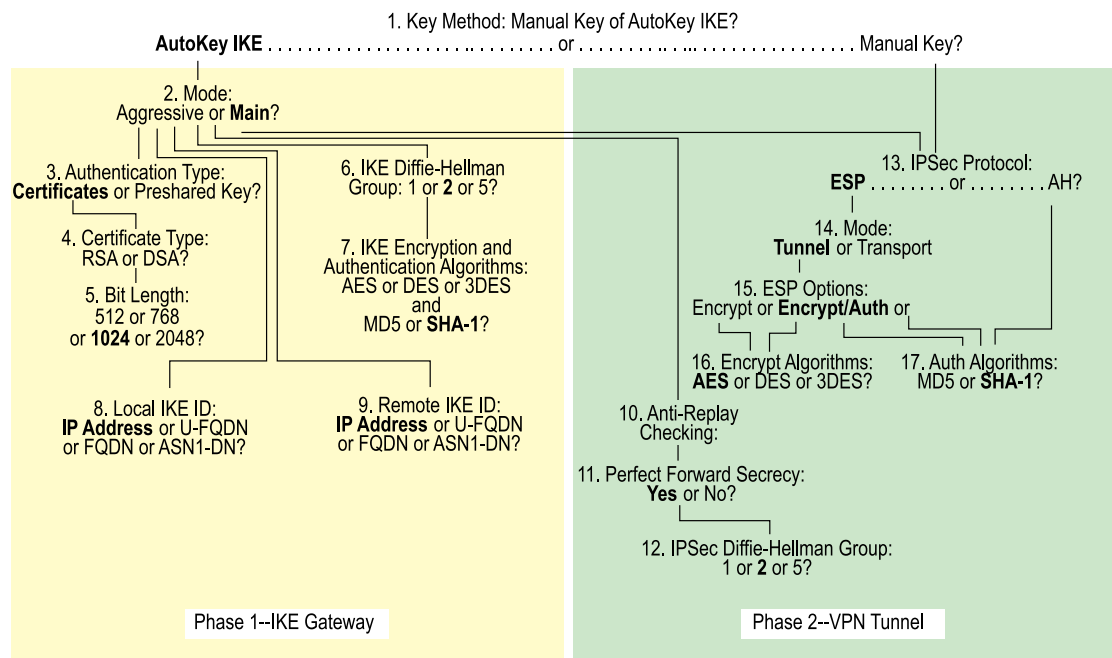 1. Key Method: Manual Key of AutoKey IKE?
AutoKey IKE . . . . . . . . . . . . . . . . . . . . . . .. . . . . . . . . or . . . . . . . . .. . ... . . . . . . . . . . . . . . . . . Manual Key?
2. Mode:
Aggressive or Main?
3. Authentication Type:
Certificates or Preshared Key?
4. Certificate Type:
RSA or DSA?
5. Bit Length:
512 or 768
or 1024 or 2048?
6. IKE Diffie-Hellman
Group: 1 or 2 or 5?
7. IKE Encryption and
Authentication Algorithms:
AES or DES or 3DES
and
MD5 or SHA-1?
8. Local IKE ID:
IP Address or U-FQDN
or FQDN or ASN1-DN?
9. Remote IKE ID:
IP Address or U-FQDN
or FQDN or ASN1-DN?
Phase 1--IKE Gateway
10. Anti-Replay
Checking:
11. Perfect Forward Secrecy:
Yes or No?
12. IPSec Diffie-Hellman Group:
1 or 2 or 5?
13. IPSec Protocol:
ESP . . . . . . . . or . . . . . . . . AH?
14. Mode:
Tunnel or Transport
15. ESP Options:
Encrypt or Encrypt/Auth or
16. Encrypt Algorithms:
AES or DES or 3DES?
17. Auth Algorithms:
MD5 or SHA-1?
Phase 2--VPN Tunnel